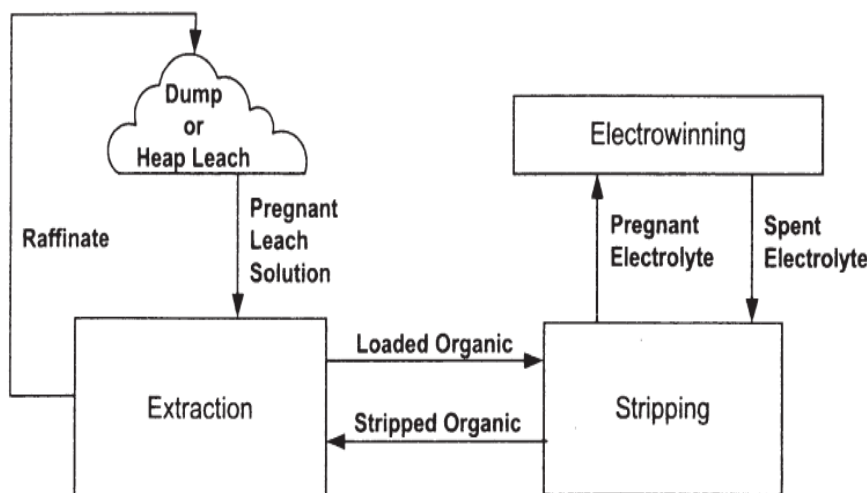 Dump
or
Heap Leach
Electrowinning
Raffinate
Pregnant
Leach
Solution
Pregnant
Electrolyte
Spent
Electrolyte
Loaded Organic
Extraction
Stripping
Stripped Organic